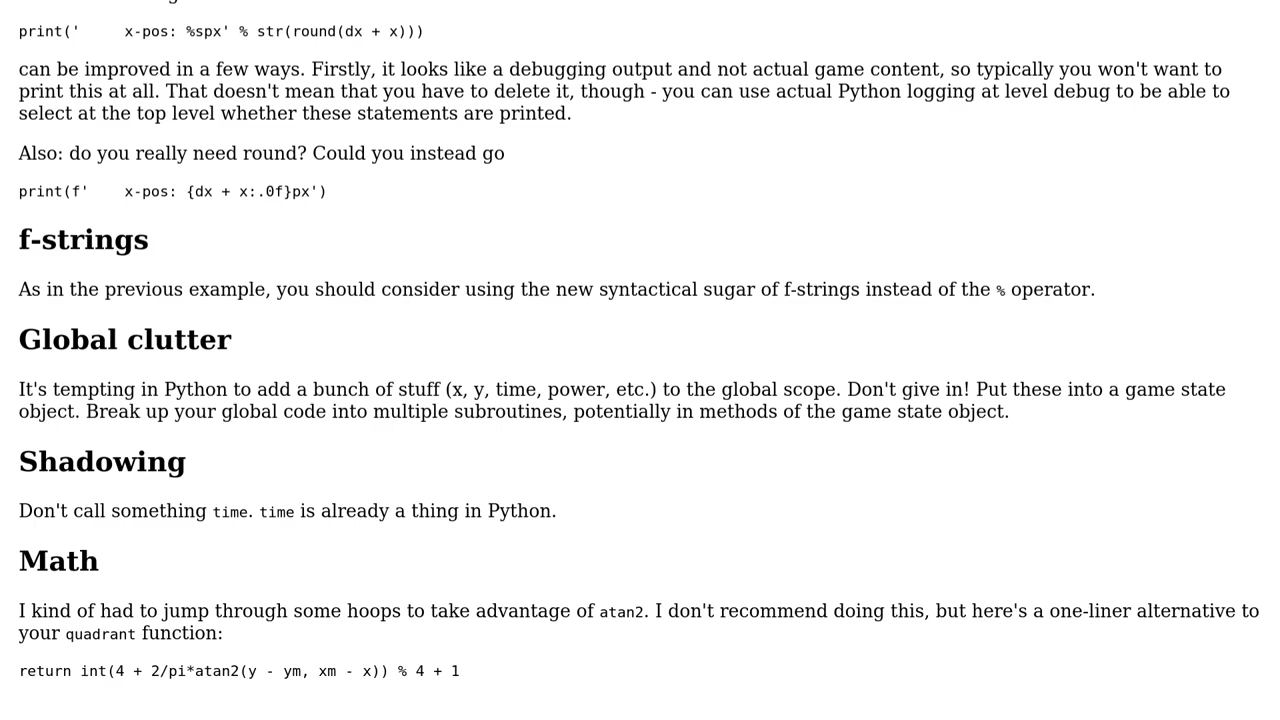 print('     x-pos: %spx' % str(round(dx + x)))
can be improved in a few ways. Firstly, it looks like a debugging output and not actual game content, so typically you won't want to
print this at all. That doesn't mean that you have to delete it, though - you can use actual Python logging at level debug to be able to
select at the top level whether these statements are printed.
Also: do you really need round? Could you instead go
print(f'    x-pos: {dx + x:.0f}px')
f-strings
As in the previous example, you should consider using the new syntactical sugar of f-strings instead of the % operator.
Global clutter
It's tempting in Python to add a bunch of stuff (x, y, time, power, etc.) to the global scope. Don't give in! Put these into a game state
object. Break up your global code into multiple subroutines, potentially in methods of the game state object.
Shadowing
Don't call something time. time is already a thing in Python.
Math
I kind of had to jump through some hoops to take advantage of atan2. I don't recommend doing this, but here's a one-liner alternative to
your quadrant function:
return int(4 + 2/pi*atan2(y - ym, xm - x)) % 4 + 1